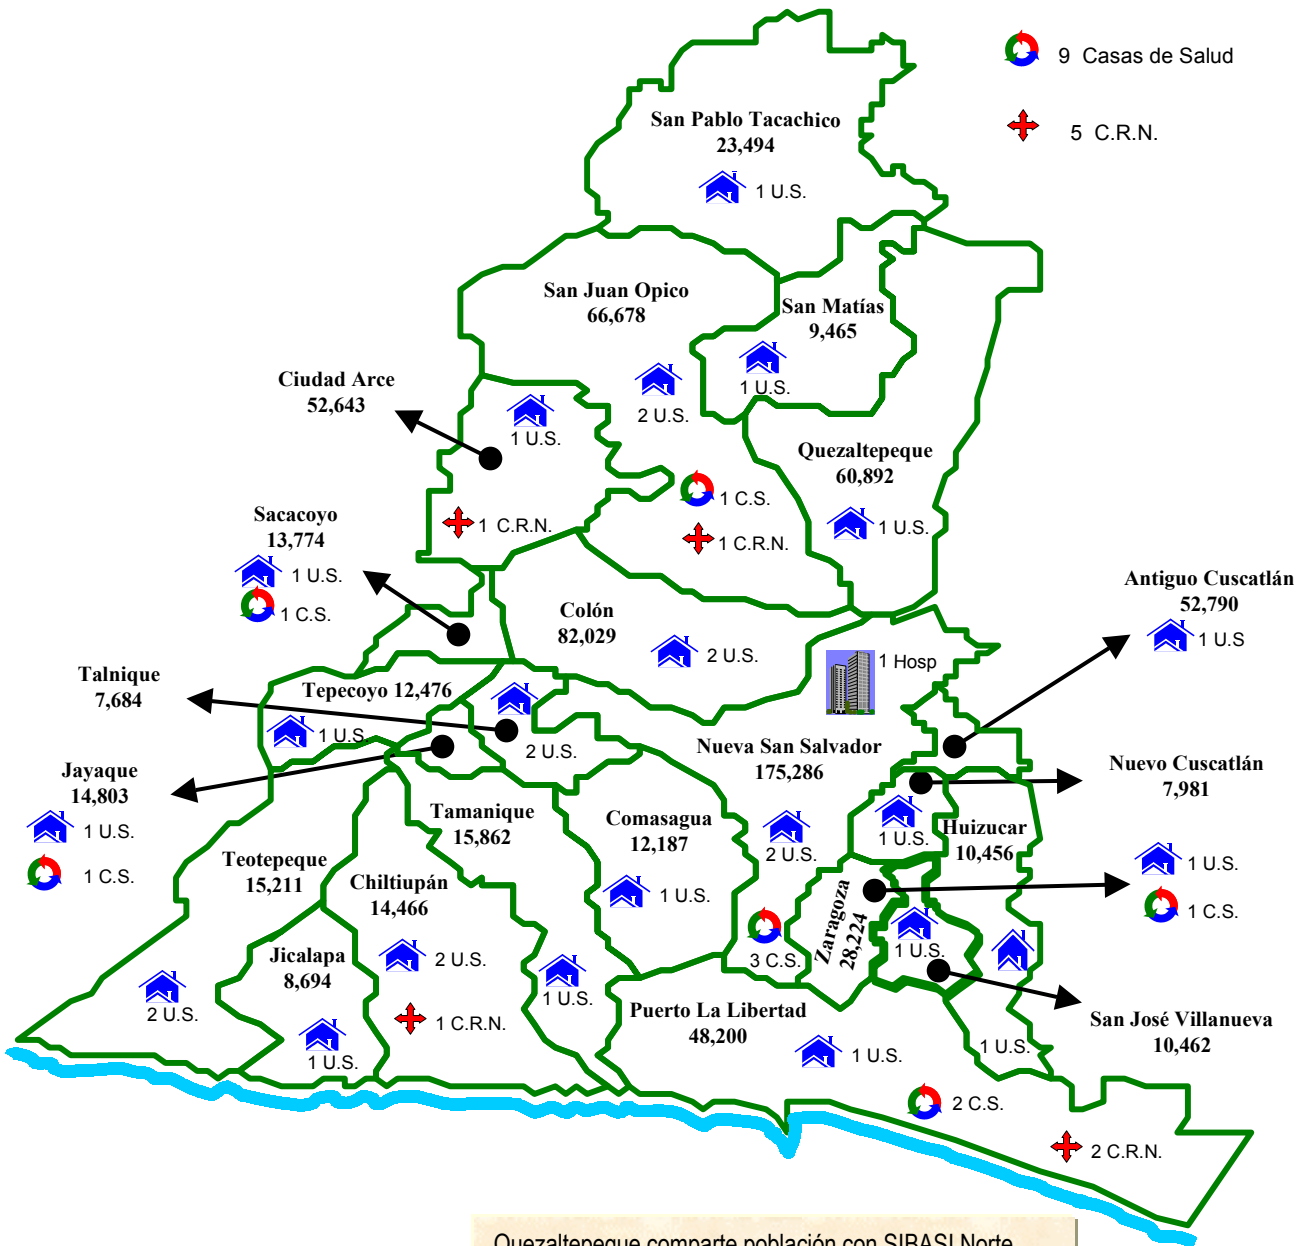 9 Casas de Salud
5 C.R.N.
San Pablo Tacachico
23,494
1 U.S.
San Juan Opico
66,678
2 U.S.
San Matías
9,465
1 U.S.
Ciudad Arce
52,643
1 U.S.
1 C.R.N.
Quezaltepeque
60,892
1 U.S.
1 C.S.
1 C.R.N.
Sacacoyo
13,774
1 U.S.
1 C.S.
Antiguo Cuscatlán
52,790
1 U.S
Colón
82,029
2 U.S.
1 Hosp
Talnique
7,684
Tepecoyo 12,476
1 U.S.
2 U.S.
Nueva San Salvador
175,286
2 U.S.
3 C.S.
Jayaque
14,803
1 U.S.
1 C.S.
Nuevo Cuscatlán
7,981
1 U.S.
Tamanique
15,862
1 U.S.
Comasagua
12,187
1 U.S.
Huizucar
10,456
1 U.S.
Teotepeque
15,211
2 U.S.
Chiltiupán
14,466
2 U.S.
1 C.R.N.
Zaragoza
28,224
1 U.S.
1 C.S.
Jicalapa
8,694
1 U.S.
1 U.S.
San José Villanueva
10,462
Puerto La Libertad
48,200
1 U.S.
2 C.S.
2 C.R.N.
Quezaltepeque comparte población con SIBASI Norte